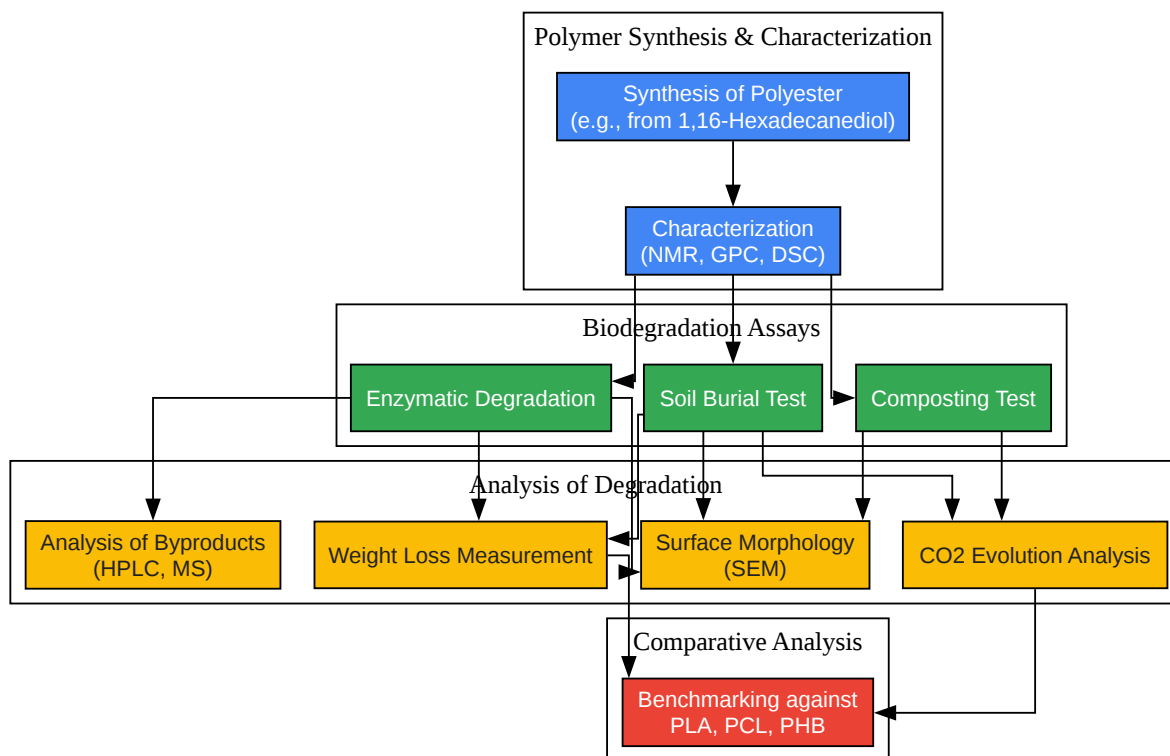 Polymer Synthesis & Characterization
Synthesis of Polyester
(e.g., from 1,16-Hexadecanediol)
Characterization
(NMR, GPC, DSC)
Biodegradation Assays
Enzymatic Degradation
Soil Burial Test
Composting Test
Analysis of Degradation
Analysis of Byproducts
(HPLC, MS)
Weight Loss Measurement
Surface Morphology
(SEM)
CO2 Evolution Analysis
Comparative Analysis
Benchmarking against
PLA, PCL, PHB